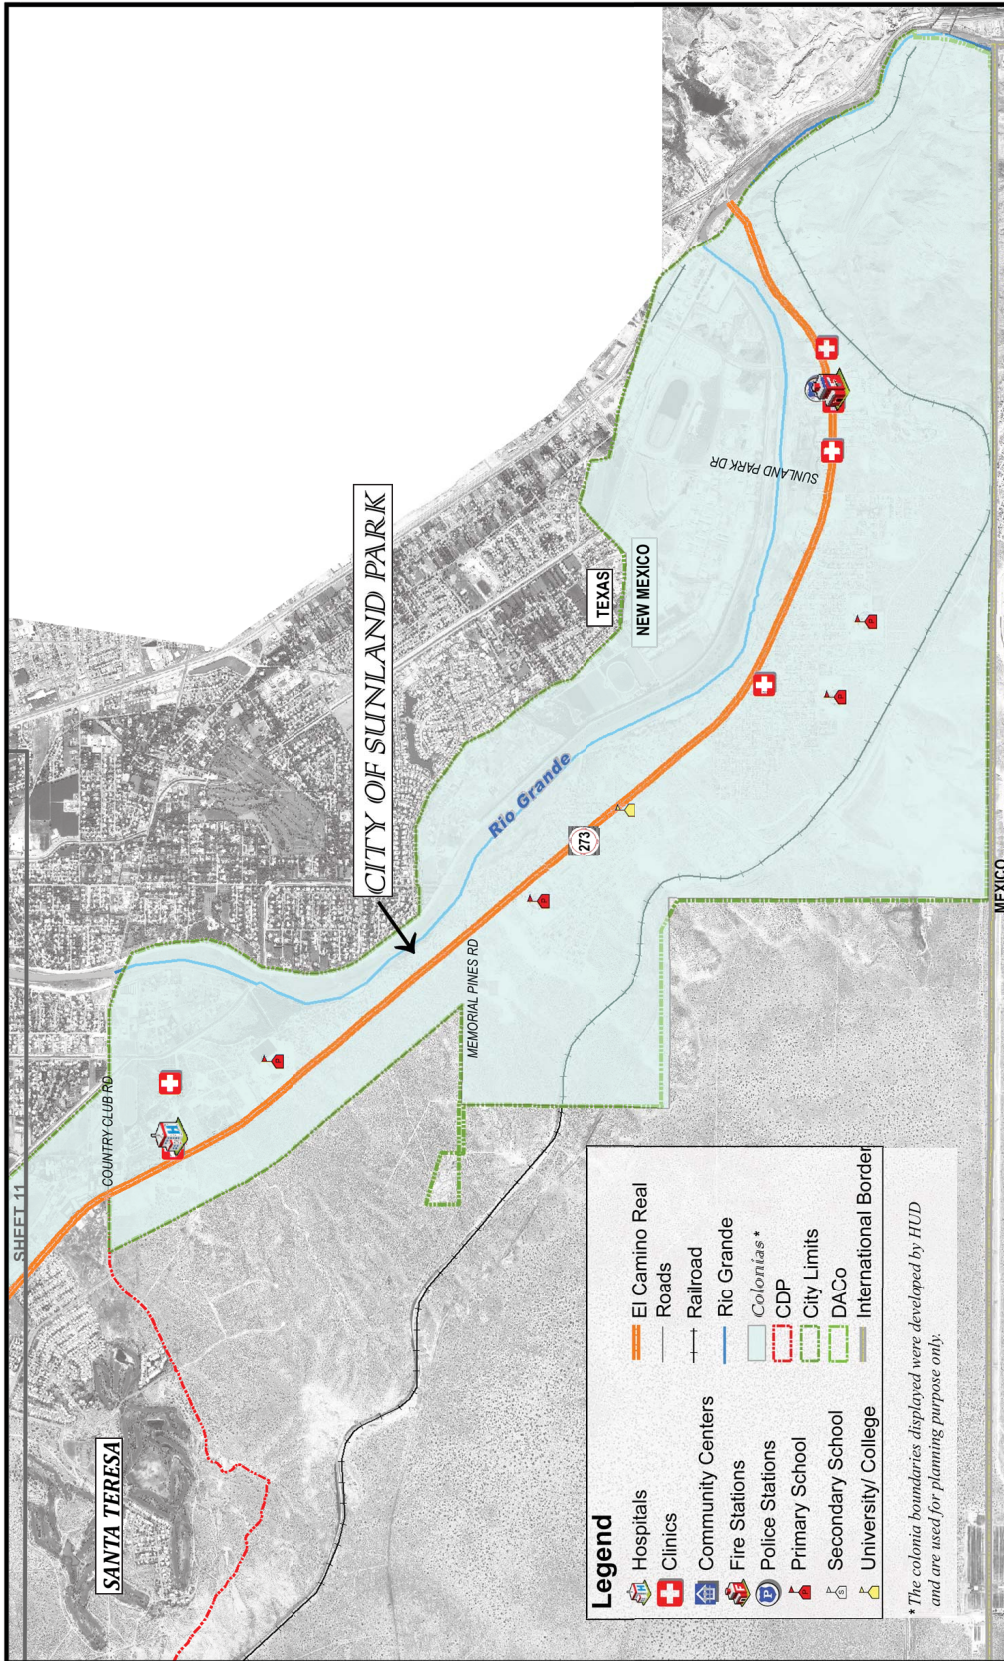 SHEET 11
SANTA TERESA
COUNTRY CLUB RD
CITY OF SUNLAND PARK
MEMORIAL PINES RD
Rio Grande
273
TEXAS
NEW MEXICO
SUNLAND PARK DR
MEXICO
P
P
P
P
H
F
Legend
Hospitals
Clinics
Community Centers
Fire Stations
Police Stations
Primary School
Secondary School
University/ College
El Camino Real
Roads
Railroad
Rio Grande
Colonias *
CDP
City Limits
DACo
International Border
H
F
P
P
S
* The colonia boundaries displayed were developed by HUD
and are used for planning purpose only.